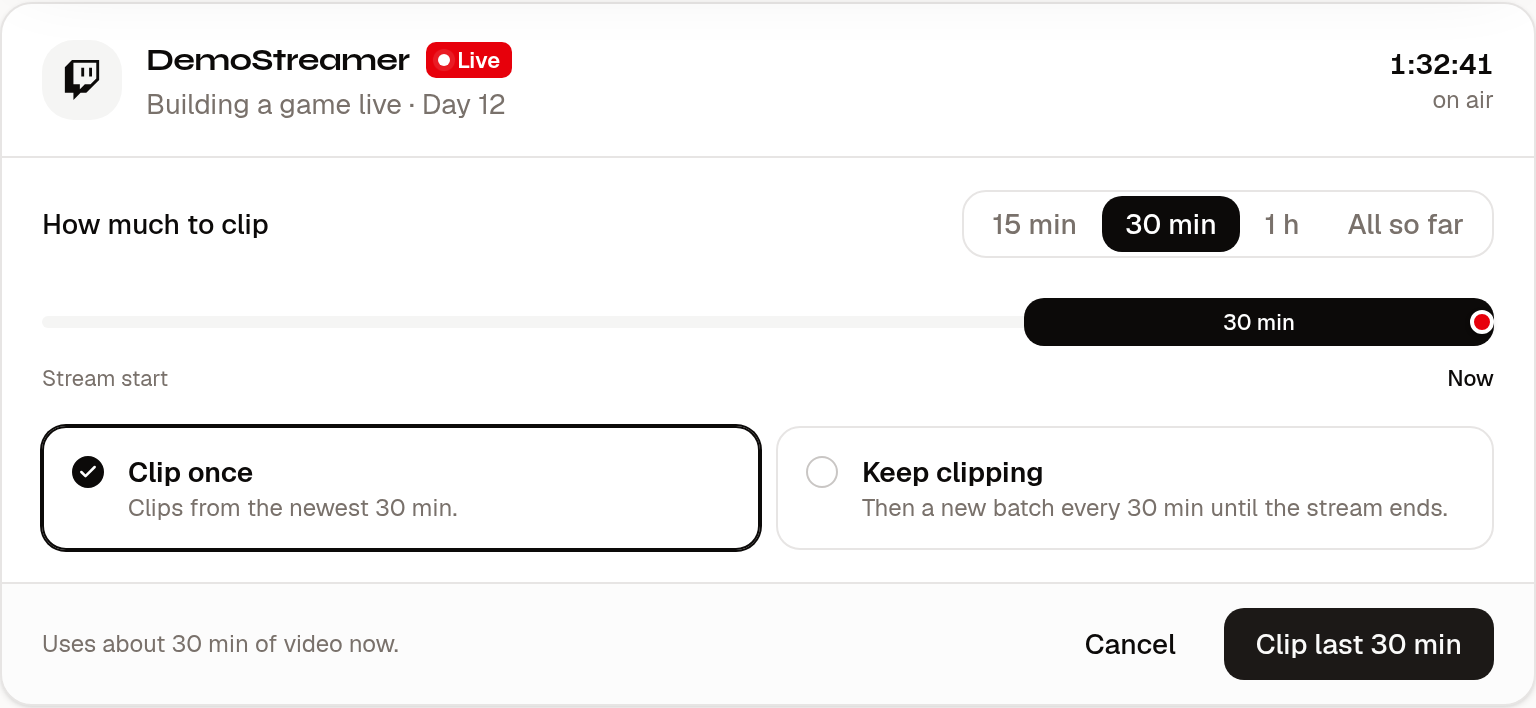 DemoStreamer
Live
1:32:41
Building a game live · Day 12
on air
How much to clip
15 min
30 min
1 h
All so far
30 min
Stream start
Now
Clip once
Clips from the newest 30 min.
Keep clipping
Then a new batch every 30 min until the stream ends.
Uses about 30 min of video now.
Cancel
Clip last 30 min